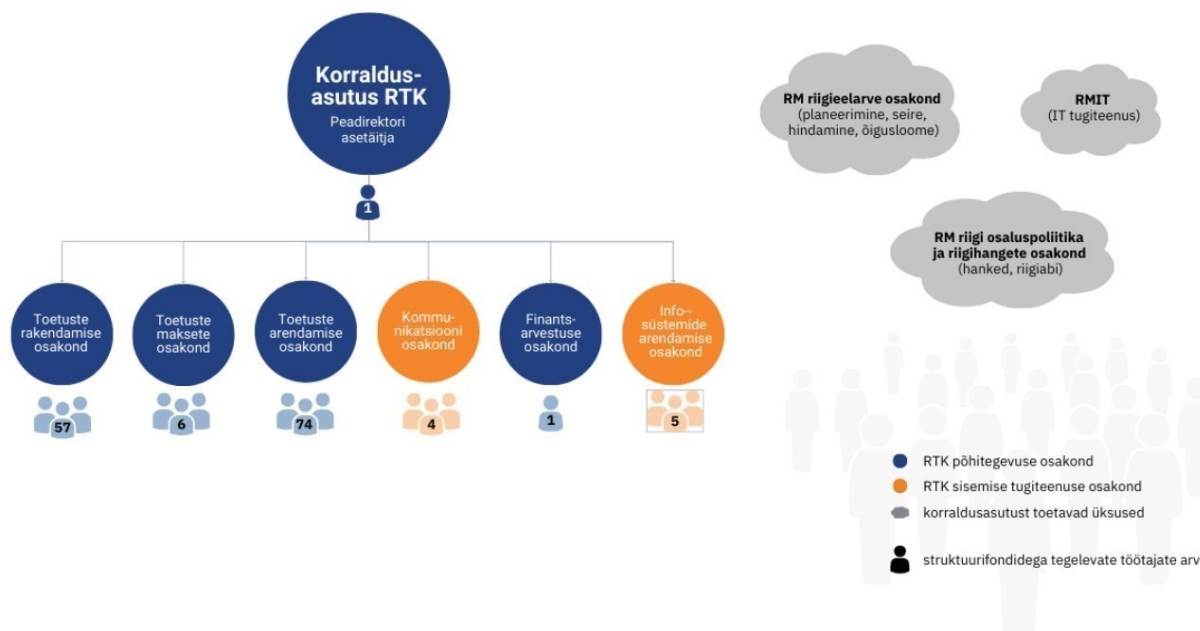 Korraldus-
asutus RTK
Peadirektori
asetäitja
1
Toetuste
rakendamise
osakond
57
Toetuste
maksete
osakond
6
Toetuste
arendamise
osakond
74
Kommu-
nikatsiooni
osakond
4
Finants-
arvestuse
osakond
1
Info--
süstemide
arendamise
osakond
5
RM riigieelarve osakond
(planeerimine, seire,
hindamine, õigusloome)
RMIT
(IT tugiteenus)
RM riigi osaluspoliitika
ja riigihangete osakond
(hanked, riigiabi)
RTK põhitegevuse osakond
RTK sisemise tugiteenuse osakond
korraldusasutust toetavad üksused
struktuurifondidega tegelevate töötajate arv